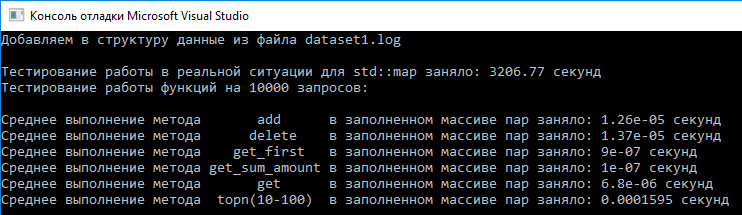 Консоль отладки Microsoft Visual Studio
Добавляем в структуру данные из файла dataset1.log
Тестирование работы в реальной ситуации для std::map заняло: 3206.77 секунд
Тестирование работы функций на 10000 запросов:
Среднее выполнение метода add в заполненном массиве пар заняло: 1.26e-05 секунд
Среднее выполнение метода delete в заполненном массиве пар заняло: 1.37e-05 секунд
Среднее выполнение метода get_first в заполненном массиве пар заняло: 9e-07 секунд
Среднее выполнение метода get_sum_amount в заполненном массиве пар заняло: 1e-07 секунд
Среднее выполнение метода get в заполненном массиве пар заняло: 6.8e-06 секунд
Среднее выполнение метода topn(10-100) в заполненном массиве пар заняло: 0.0001595 секунд